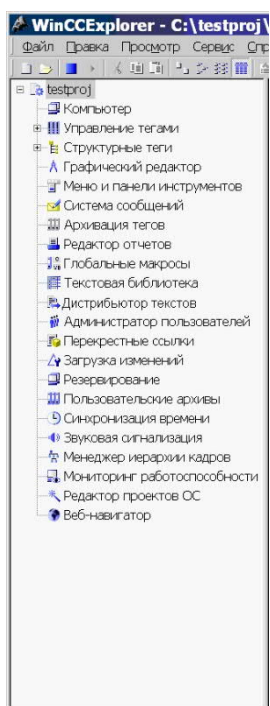 WinCCExplorer - C:\testproj\
Файл Правка Просмотр Сервис Спр
testproj
Компьютер
Управление тегами
Структурные теги
Графический редактор
Меню и панели инструментов
Система сообщений
Архивация тегов
Редактор отчетов
Глобальные макросы
Текстовая библиотека
Дистрибьютор текстов
Администратор пользователей
Перекрестные ссылки
Загрузка изменений
Резервирование
Пользовательские архивы
Синхронизация времени
Звуковая сигнализация
Менеджер иерархии кадров
Мониторинг работоспособности
Редактор проектов ОС
Веб-навигатор